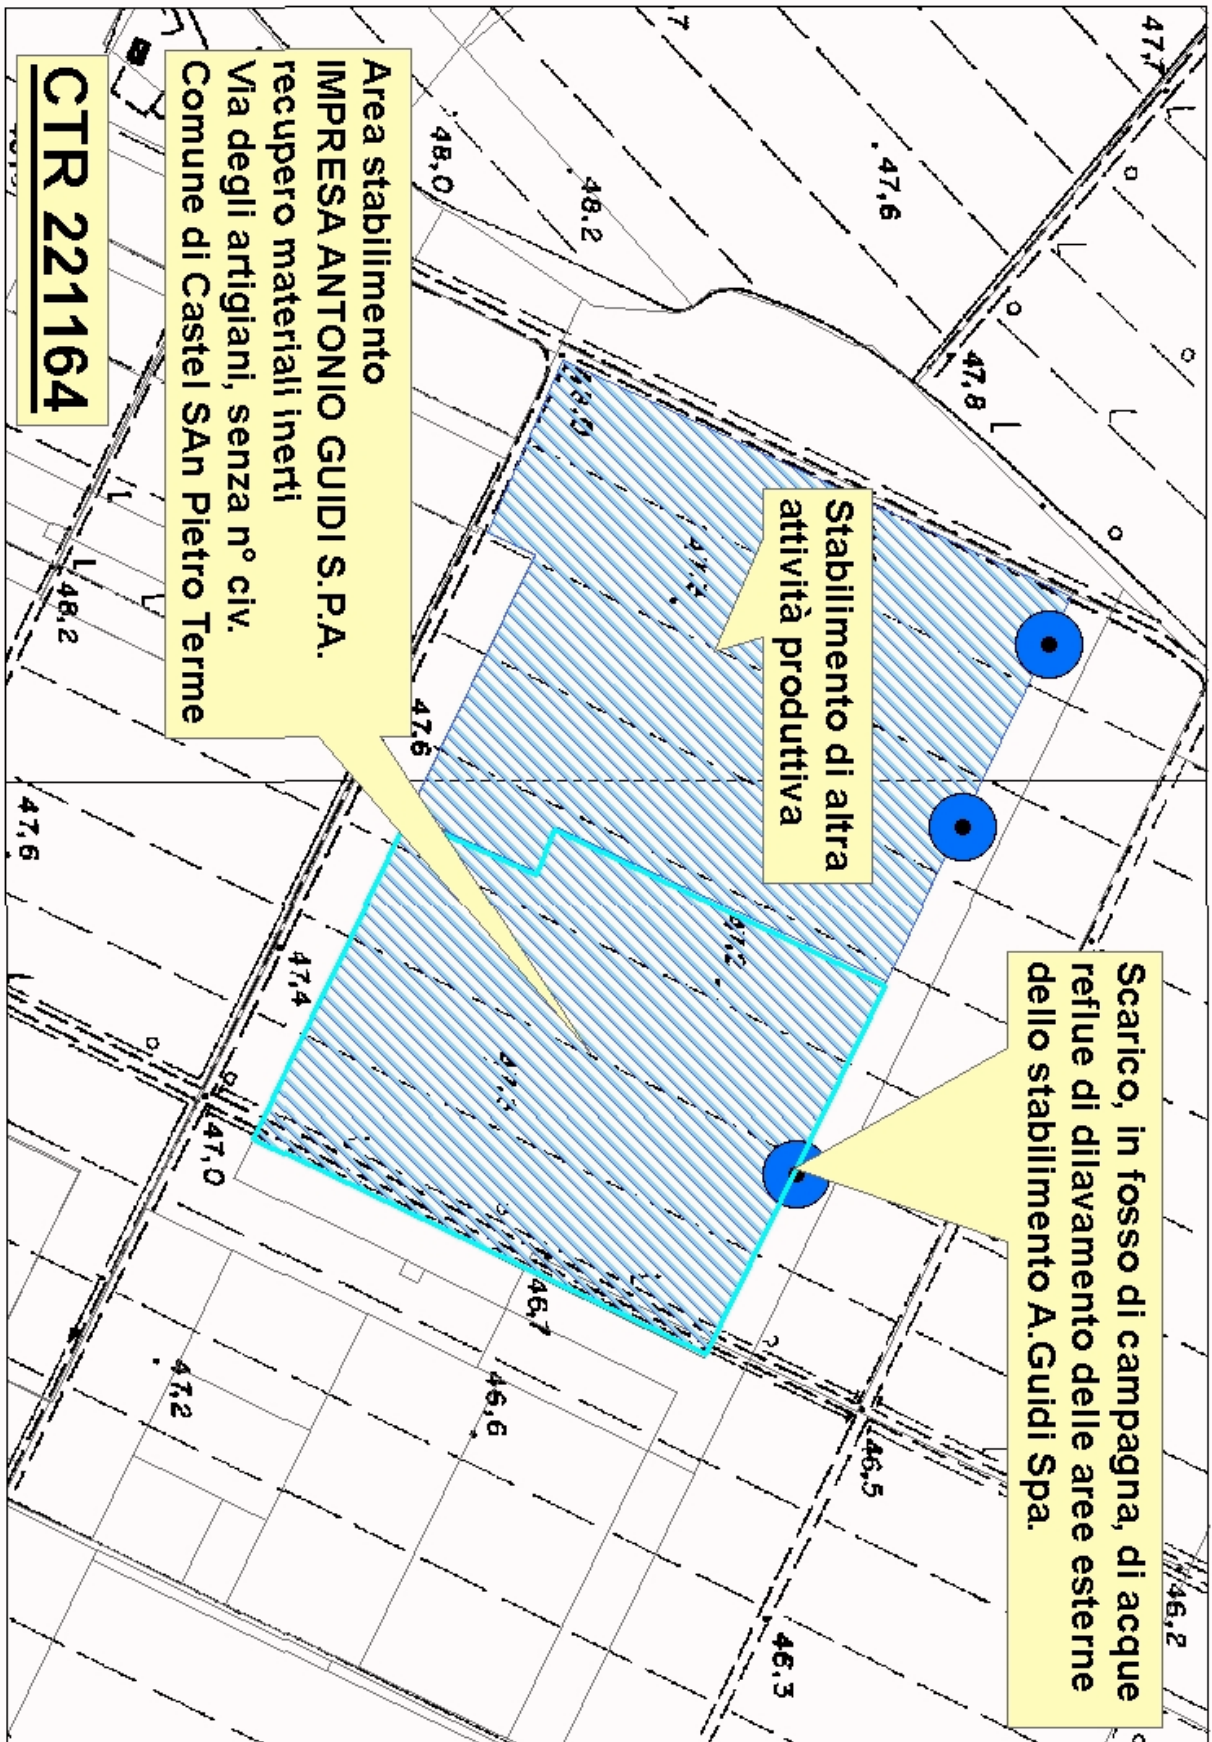 Scarico, in fosso di campagna, di acque
reflue di dilavamento delle aree esterne
dello stabilimento A.Guidi Spa.
Stabilimento di altra
attività produttiva
Area stabilimento
IMPRESA ANTONIO GUIDI S.P.A.
recupero materiali inerti
Via degli artigiani, senza n° civ.
Comune di Castel SAn Pietro Terme
CTR 221164
47,7
47,6
47,8
48,2
48,0
46,2
46,5
46,3
47,2
46,7
46,6
47,6
47,4
47,0
47,2
48,2
47,6